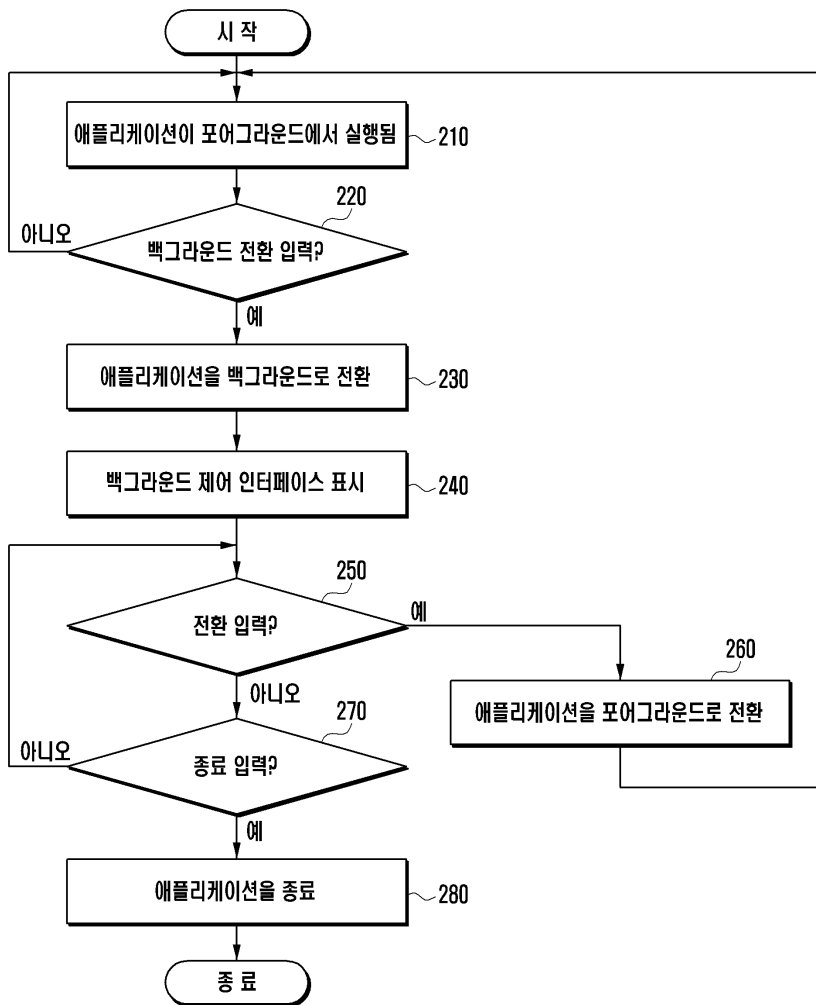 시 작
애플리케이션이 포어그라운드에서 실행됨
210
220
아니오
백그라운드 전환 입력?
예
애플리케이션을 백그라운드로 전환
230
백그라운드 제어 인터페이스 표시
240
250
전환 입력?
예
260
아니오
애플리케이션을 포어그라운드로 전환
270
아니오
종료 입력?
예
애플리케이션을 종료
280
종 료